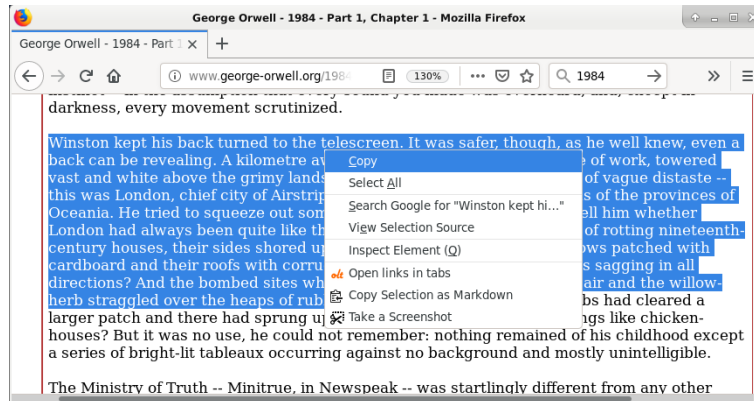 George Orwell - 1984 - Part 1, Chapter 1 - Mozilla Firefox
George Orwell - 1984 - Part 1
www.george-orwell.org/1984 130% 1984
darkness, every movement scrutinized.
Winston kept his back turned to the telescreen. It was safer, though, as he well knew, even a
back can be revealing. A kilometre e of work, towered
vast and white above the grimy of vague distaste --
this was London, chief city of s of the provinces of
Oceania. He tried to squeeze out ell him whether
London had always been quite like of rotting nineteenth-
century houses, their sides shored patched with
cardboard and their roofs with s sagging in all
directions? And the bombed sites air and the willow-
herb straggled over the heaps of had cleared a
larger patch and there had sprung like chicken-
houses? But it was no use, he could not remember: nothing remained of his childhood except
a series of bright-lit tableaux occurring against no background and mostly unintelligible.
The Ministry of Truth -- Minitrue, in Newspeak -- was startlingly different from any other
Copy
Select All
Search Google for "Winston kept hi..."
View Selection Source
Inspect Element (Q)
Open links in tabs
Copy Selection as Markdown
Take a Screenshot